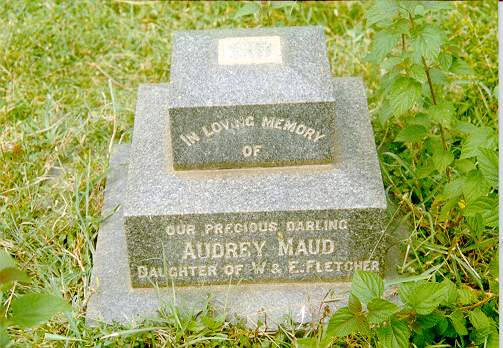 IN LOVING MEMORY
OF
OUR PRECIOUS DARLING
AUDREY MAUD
DAUGHTER OF W & E. FLETCHER